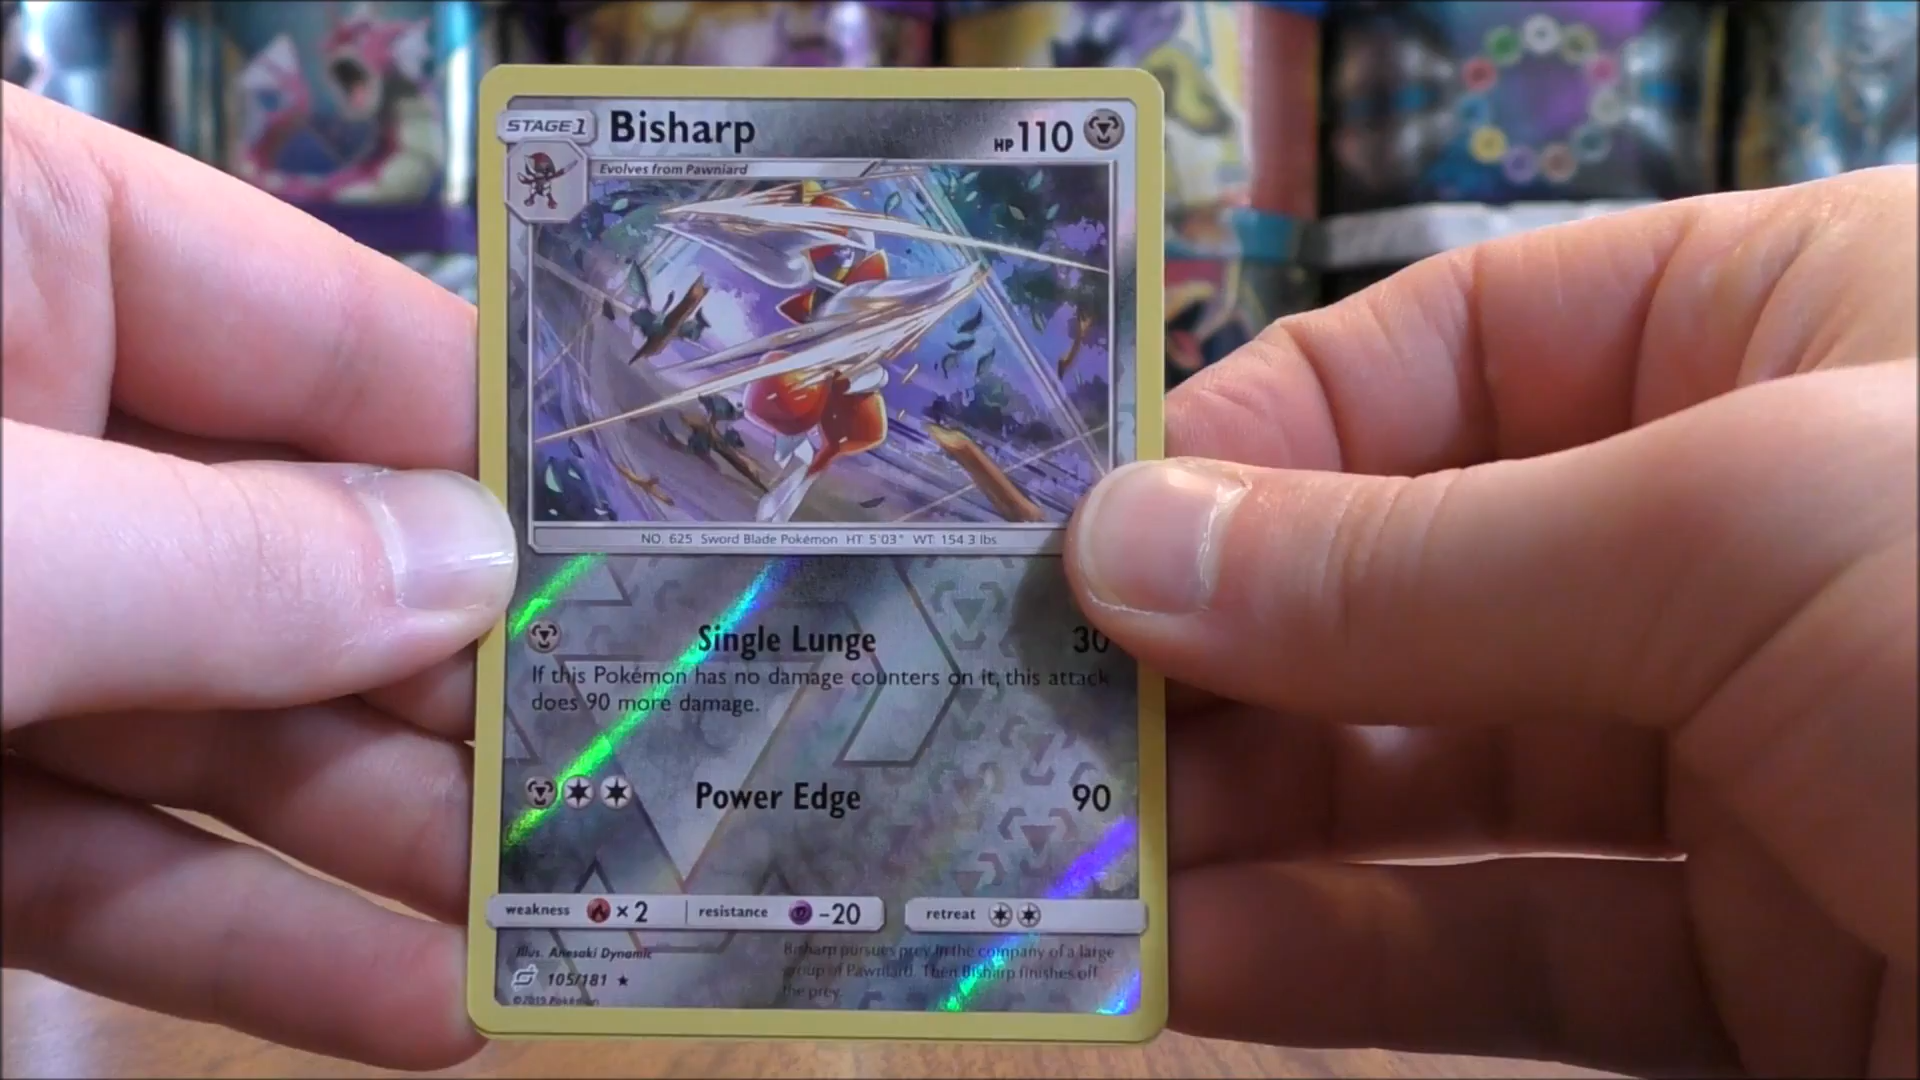 STAGE 1 Bisharp HP 110
Evolves from Pawniard
NO. 625 Sword Blade Pokémon HT: 5'03" WT: 154.3 lbs
Single Lunge 30
If this Pokémon has no damage counters on it, this attack
does 90 more damage.
Power Edge 90
weakness ×2 resistance -20 retreat
Illus. Anesaki Dynamic
105/181
©2019 Pokémon
Bisharp pursues prey in the company of a large
group of Pawniard. Then Bisharp finishes off
the prey.